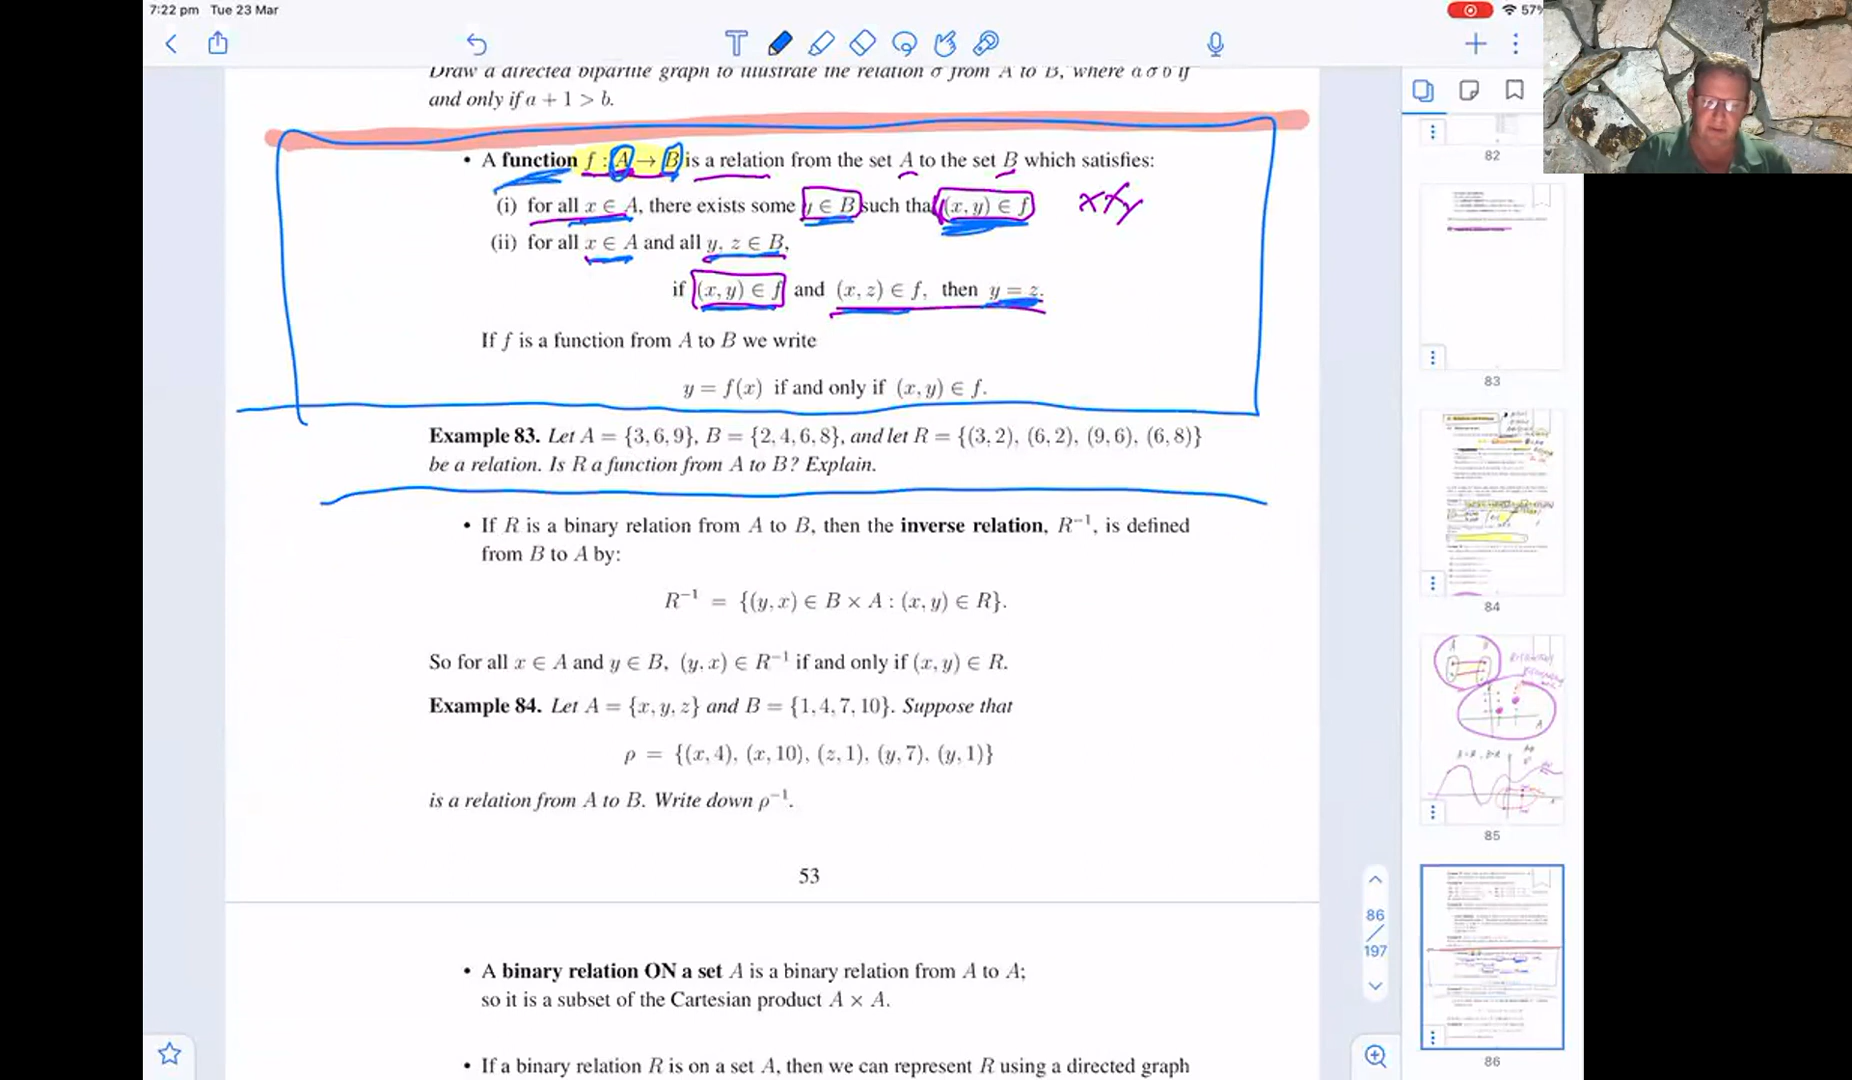 7:22 pm Tue 23 Mar
57%
Draw a directed bipartite graph to illustrate the relation σ from A to B, where a σ b if
and only if a + 1 > b.
• A function f : A → B is a relation from the set A to the set B which satisfies:
(i) for all x ∈ A, there exists some y ∈ B such that (x, y) ∈ f
(ii) for all x ∈ A and all y, z ∈ B,
if (x, y) ∈ f and (x, z) ∈ f, then y = z.
If f is a function from A to B we write
y = f(x) if and only if (x, y) ∈ f.
Example 83. Let A = {3, 6, 9}, B = {2, 4, 6, 8}, and let R = {(3, 2), (6, 2), (9, 6), (6, 8)}
be a relation. Is R a function from A to B? Explain.
• If R is a binary relation from A to B, then the inverse relation, R⁻¹, is defined
from B to A by:
R⁻¹ = {(y, x) ∈ B × A : (x, y) ∈ R}.
So for all x ∈ A and y ∈ B, (y, x) ∈ R⁻¹ if and only if (x, y) ∈ R.
Example 84. Let A = {x, y, z} and B = {1, 4, 7, 10}. Suppose that
ρ = {(x, 4), (x, 10), (z, 1), (y, 7), (y, 1)}
is a relation from A to B. Write down ρ⁻¹.
53
• A binary relation ON a set A is a binary relation from A to A;
so it is a subset of the Cartesian product A × A.
• If a binary relation R is on a set A, then we can represent R using a directed graph
82
83
84
85
86
86
/
197